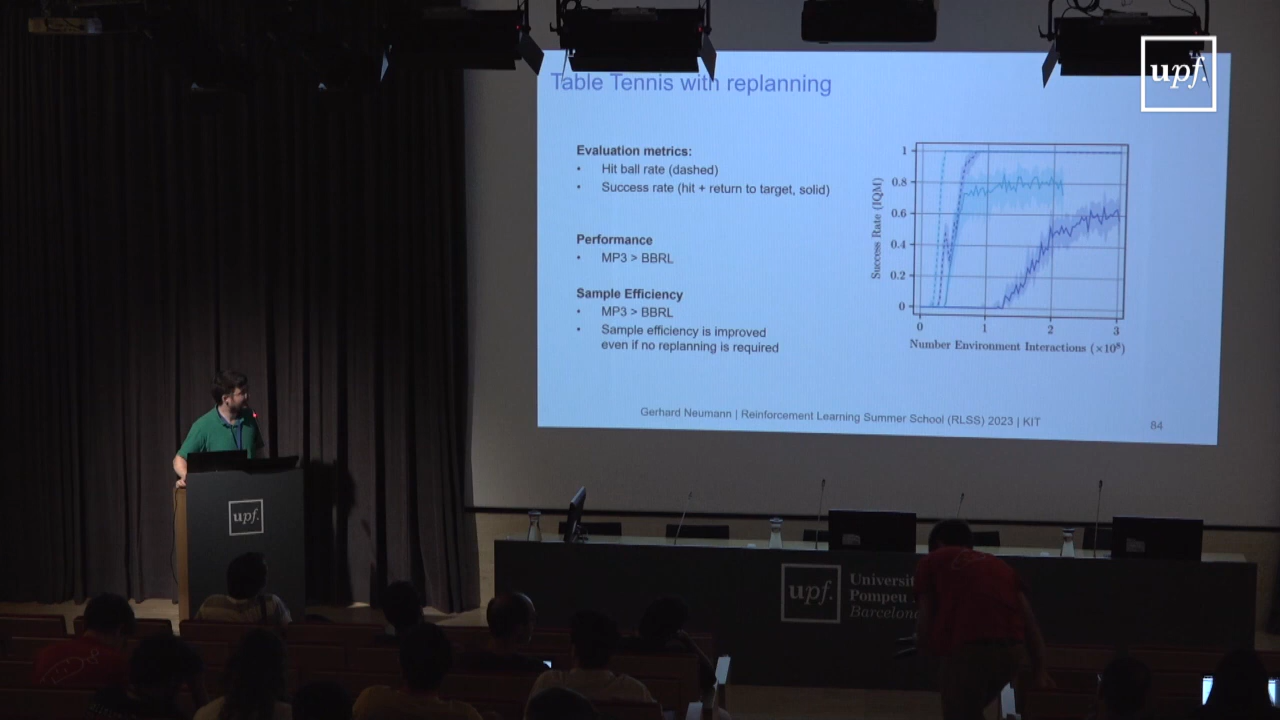 Table Tennis with replanning
upf.
Evaluation metrics:
• Hit ball rate (dashed)
• Success rate (hit + return to target, solid)
Performance
• MP3 > BBRL
Sample Efficiency
• MP3 > BBRL
• Sample efficiency is improved
even if no replanning is required
Success Rate (IQM)
1
0.8
0.6
0.4
0.2
0
0 1 2 3
Number Environment Interactions (×10⁸)
Gerhard Neumann | Reinforcement Learning Summer School (RLSS) 2023 | KIT
84
upf.
upf.
Universit
Pompeu
Barcelon